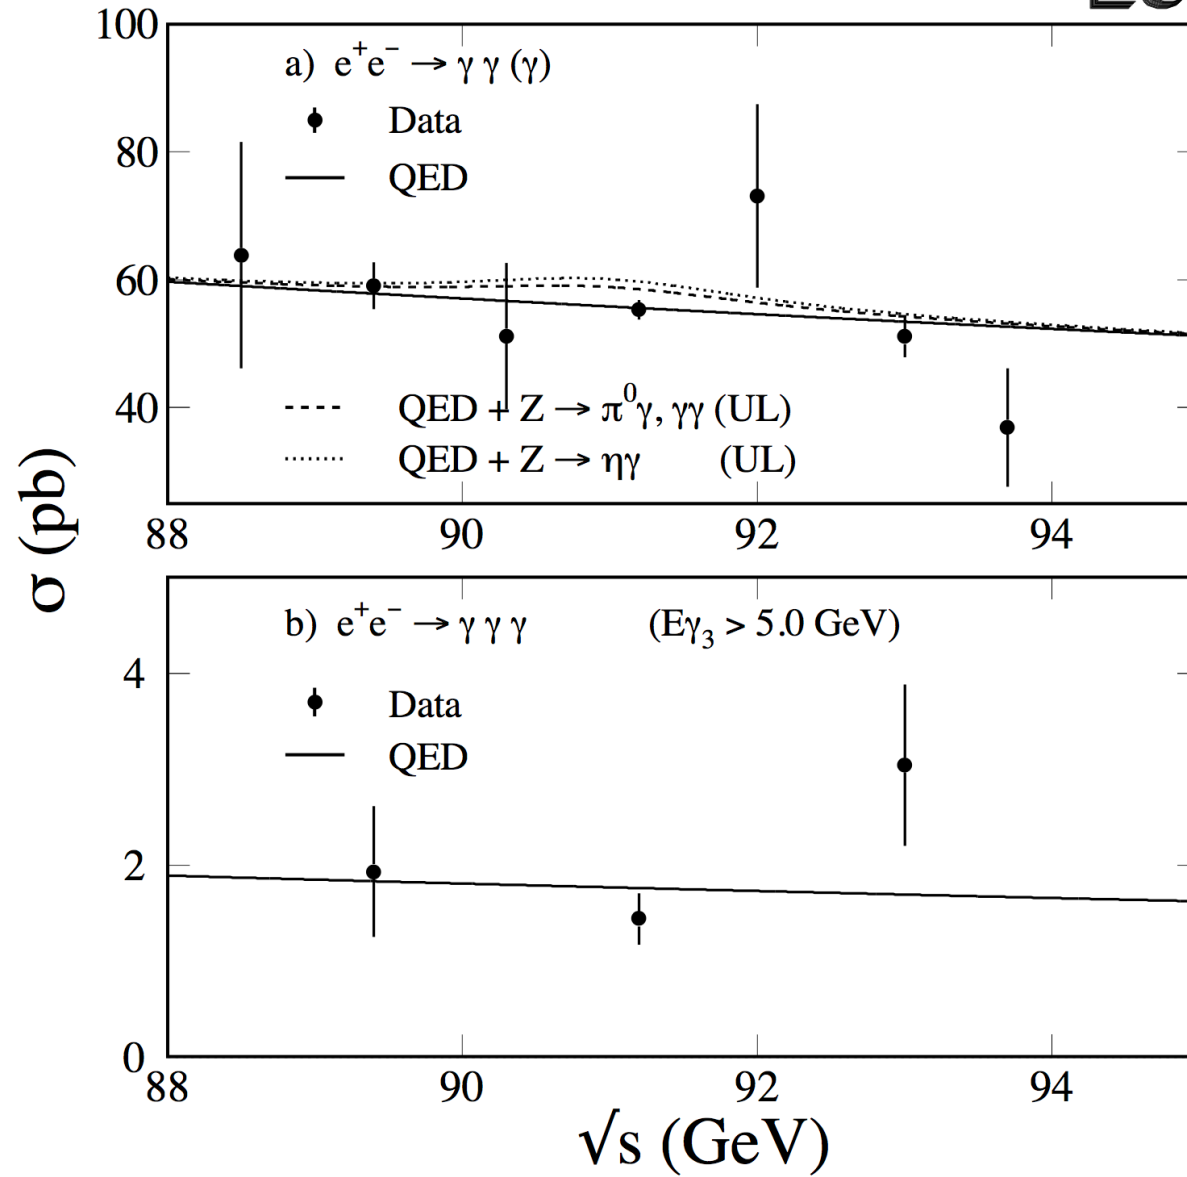 100
a) e⁺e⁻ → γ γ (γ)
Data
80
QED
60
40
QED + Z → π⁰γ, γγ (UL)
QED + Z → ηγ (UL)
88 90 92 94
σ (pb)
b) e⁺e⁻ → γ γ γ (Eγ₃ > 5.0 GeV)
4
Data
QED
2
0
88 90 92 94
√s (GeV)